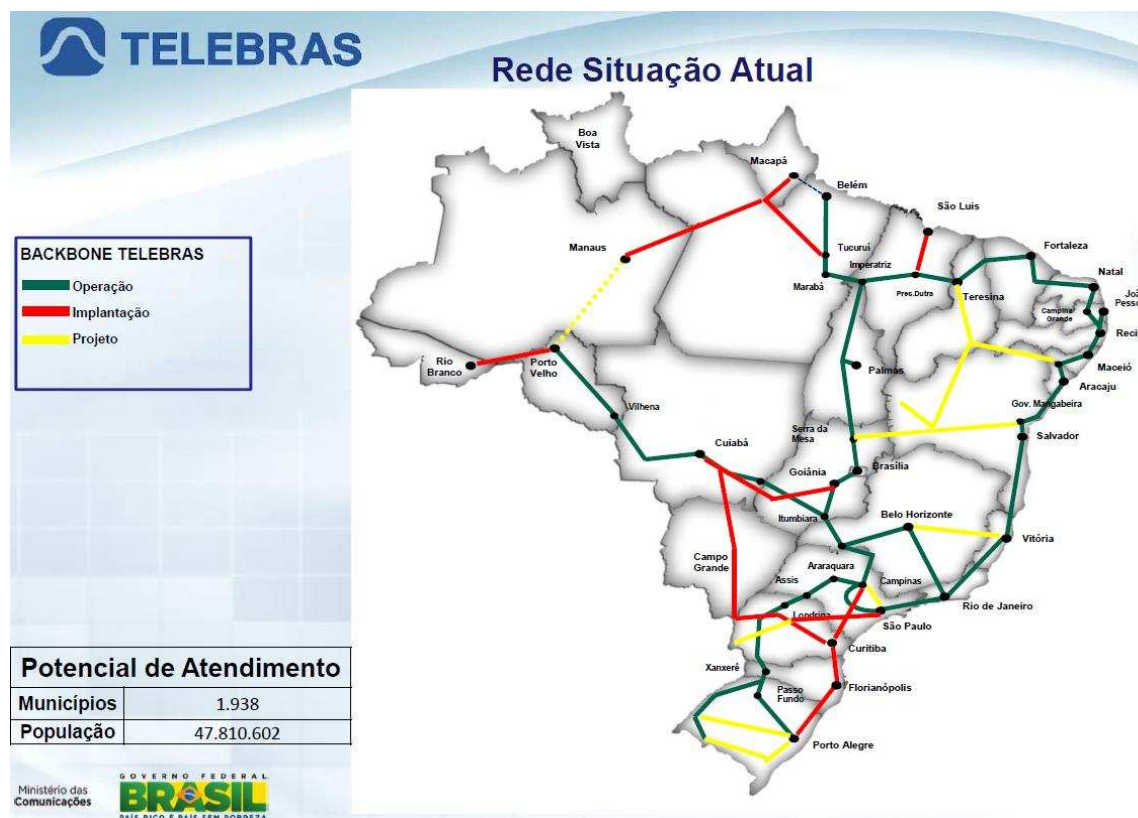 TELEBRAS
Rede Situação Atual
BACKBONE TELEBRAS
Operação
Implantação
Projeto
Boa
Vista
Macapá
Belém
São Luis
Manaus
Tucuruí
Fortaleza
Imperatriz
Marabá
Pres.Dutra
Teresina
Natal
Joã
Pesso
Campina
Grande
Reci
Rio
Branco
Porto
Velho
Palmas
Maceió
Aracaju
Vilhena
Gov. Mangabeira
Serra da
Mesa
Salvador
Cuiabá
Goiânia
Brasília
Itumbiara
Belo Horizonte
Vitória
Campo
Grande
Araraquara
Assis
Campinas
Londrina
Rio de Janeiro
São Paulo
Curitiba
Xanxerê
Passo
Fundo
Florianópolis
Porto Alegre
Potencial de Atendimento
Municípios 1.938
População 47.810.602
Ministério das
Comunicações
GOVERNO FEDERAL
BRASIL
PAÍS RICO É PAÍS SEM POBREZA